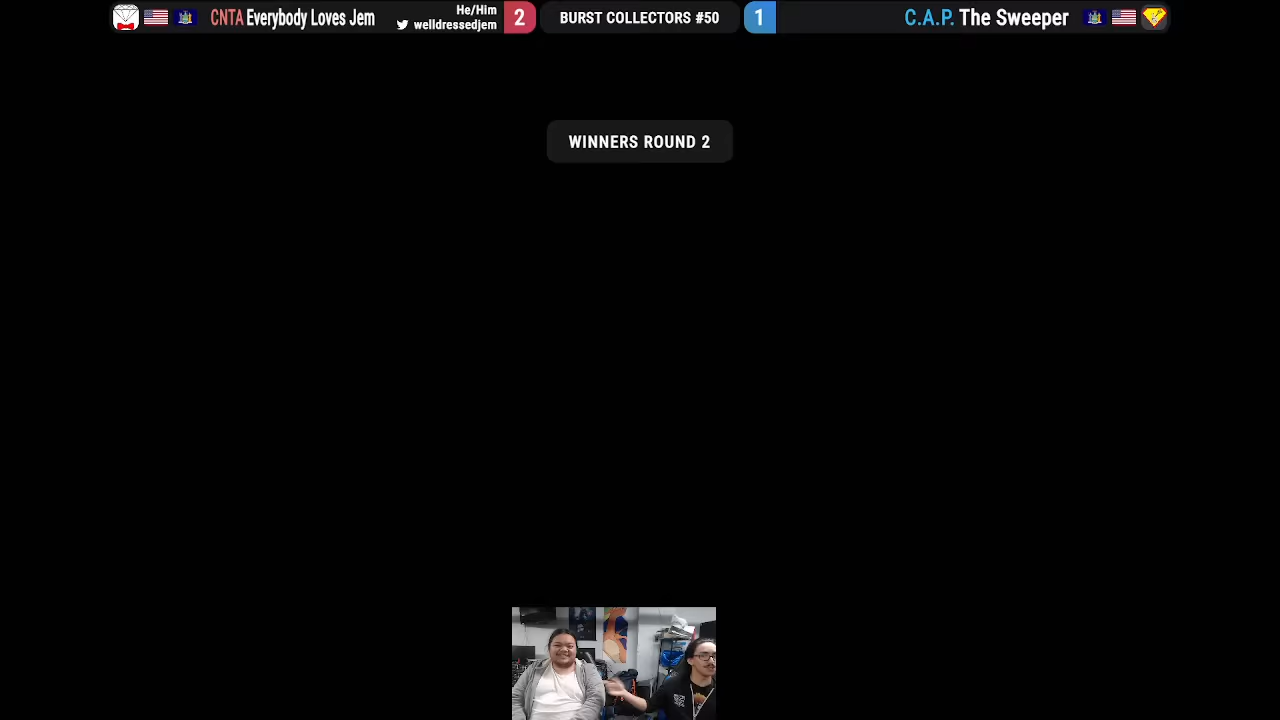 CNTA Everybody Loves Jem
He/Him
welldressedjem
2
BURST COLLECTORS #50
1
C.A.P. The Sweeper
WINNERS ROUND 2